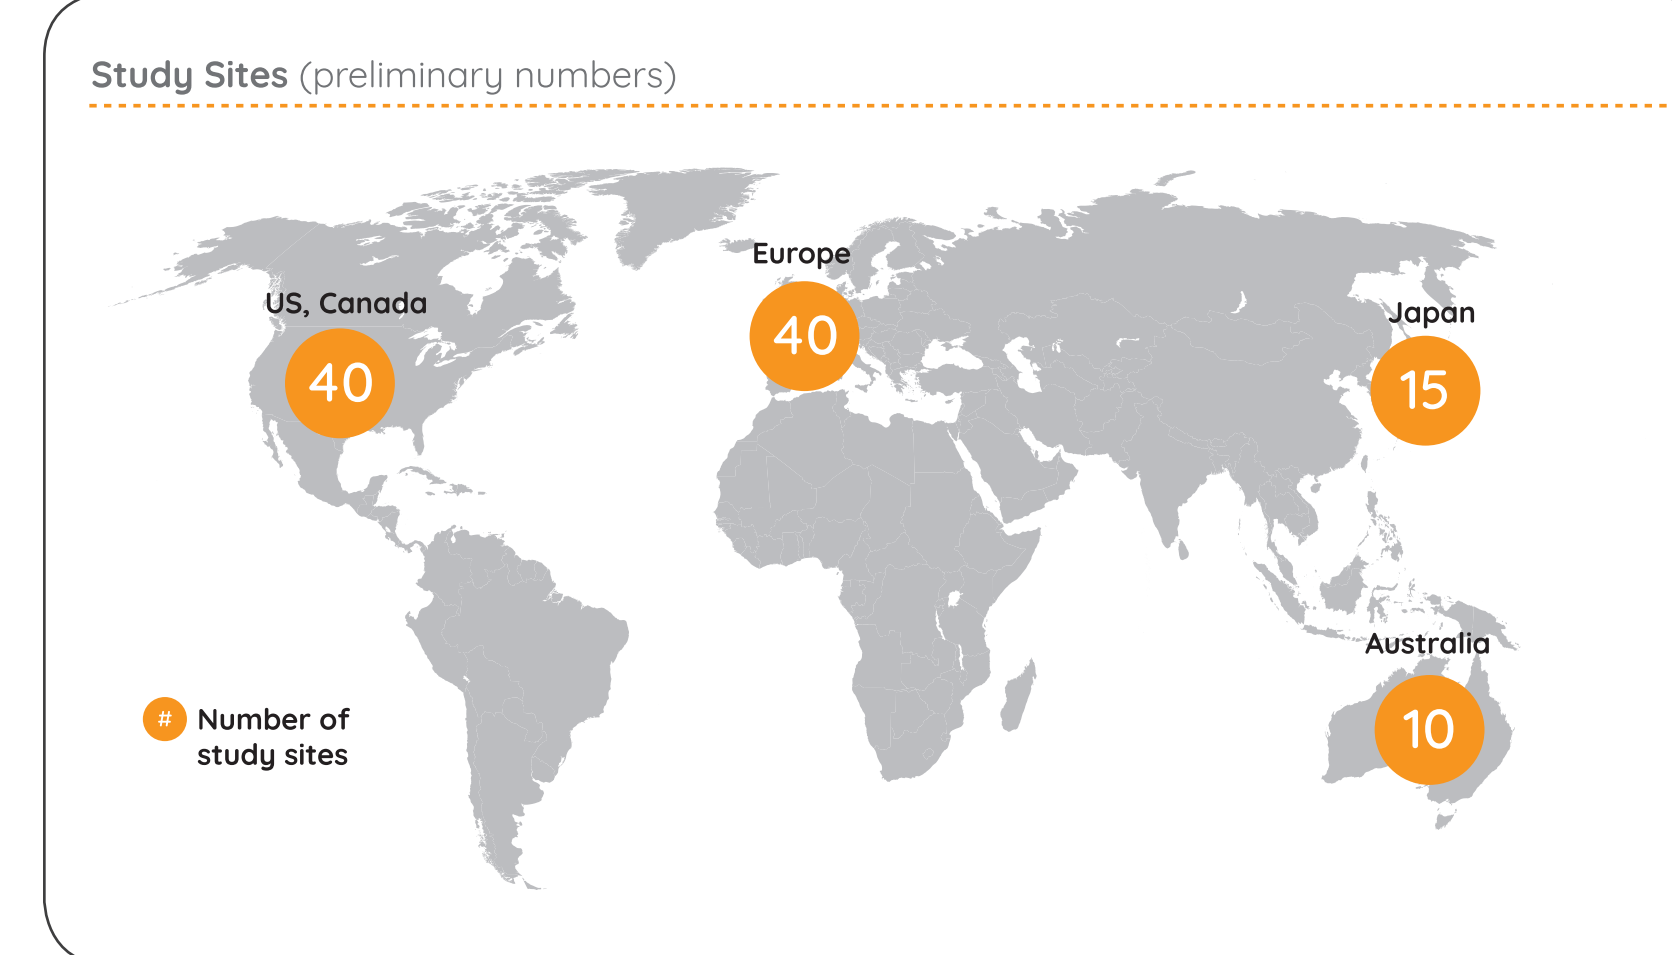 Study Sites (preliminary numbers)
Europe
40
US, Canada
40
Japan
15
Australia
10
# Number of
study sites